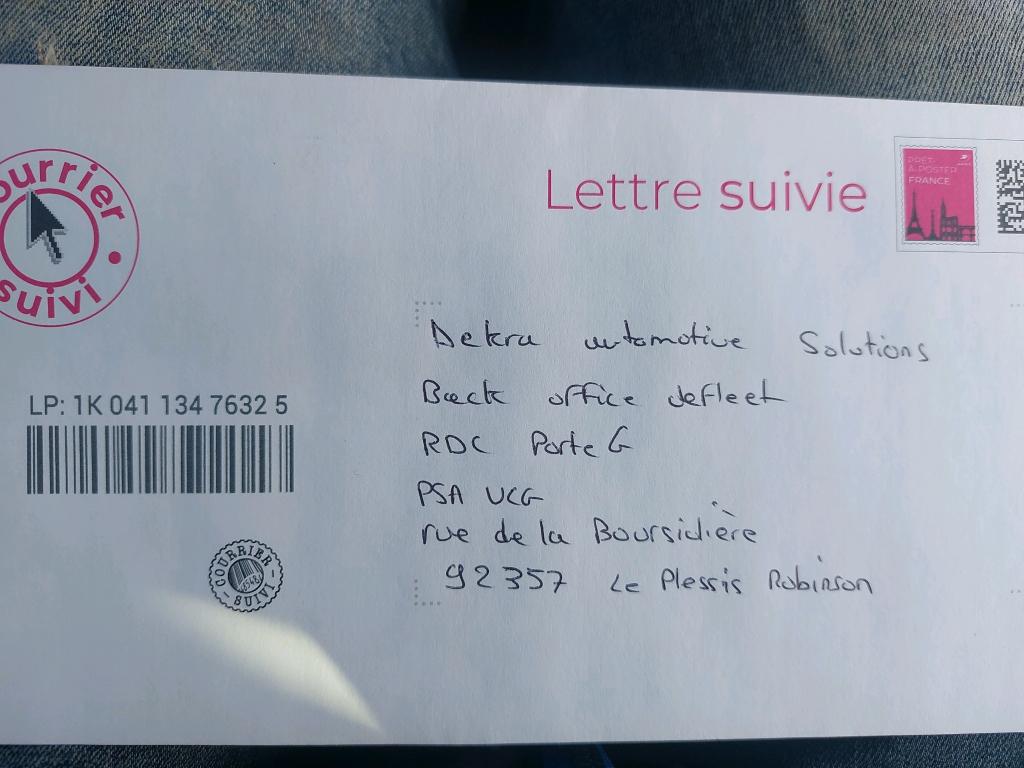 ourrier
suivi
Lettre suivie
PRÊT-
À-POSTER
FRANCE
LP: 1K 041 134 7632 5
COURRIER
SUIVI
Dekra automotive Solutions
Back office defleet
RDC Porte G
PSA UCG
rue de la Boursidière
92357 Le Plessis Robinson